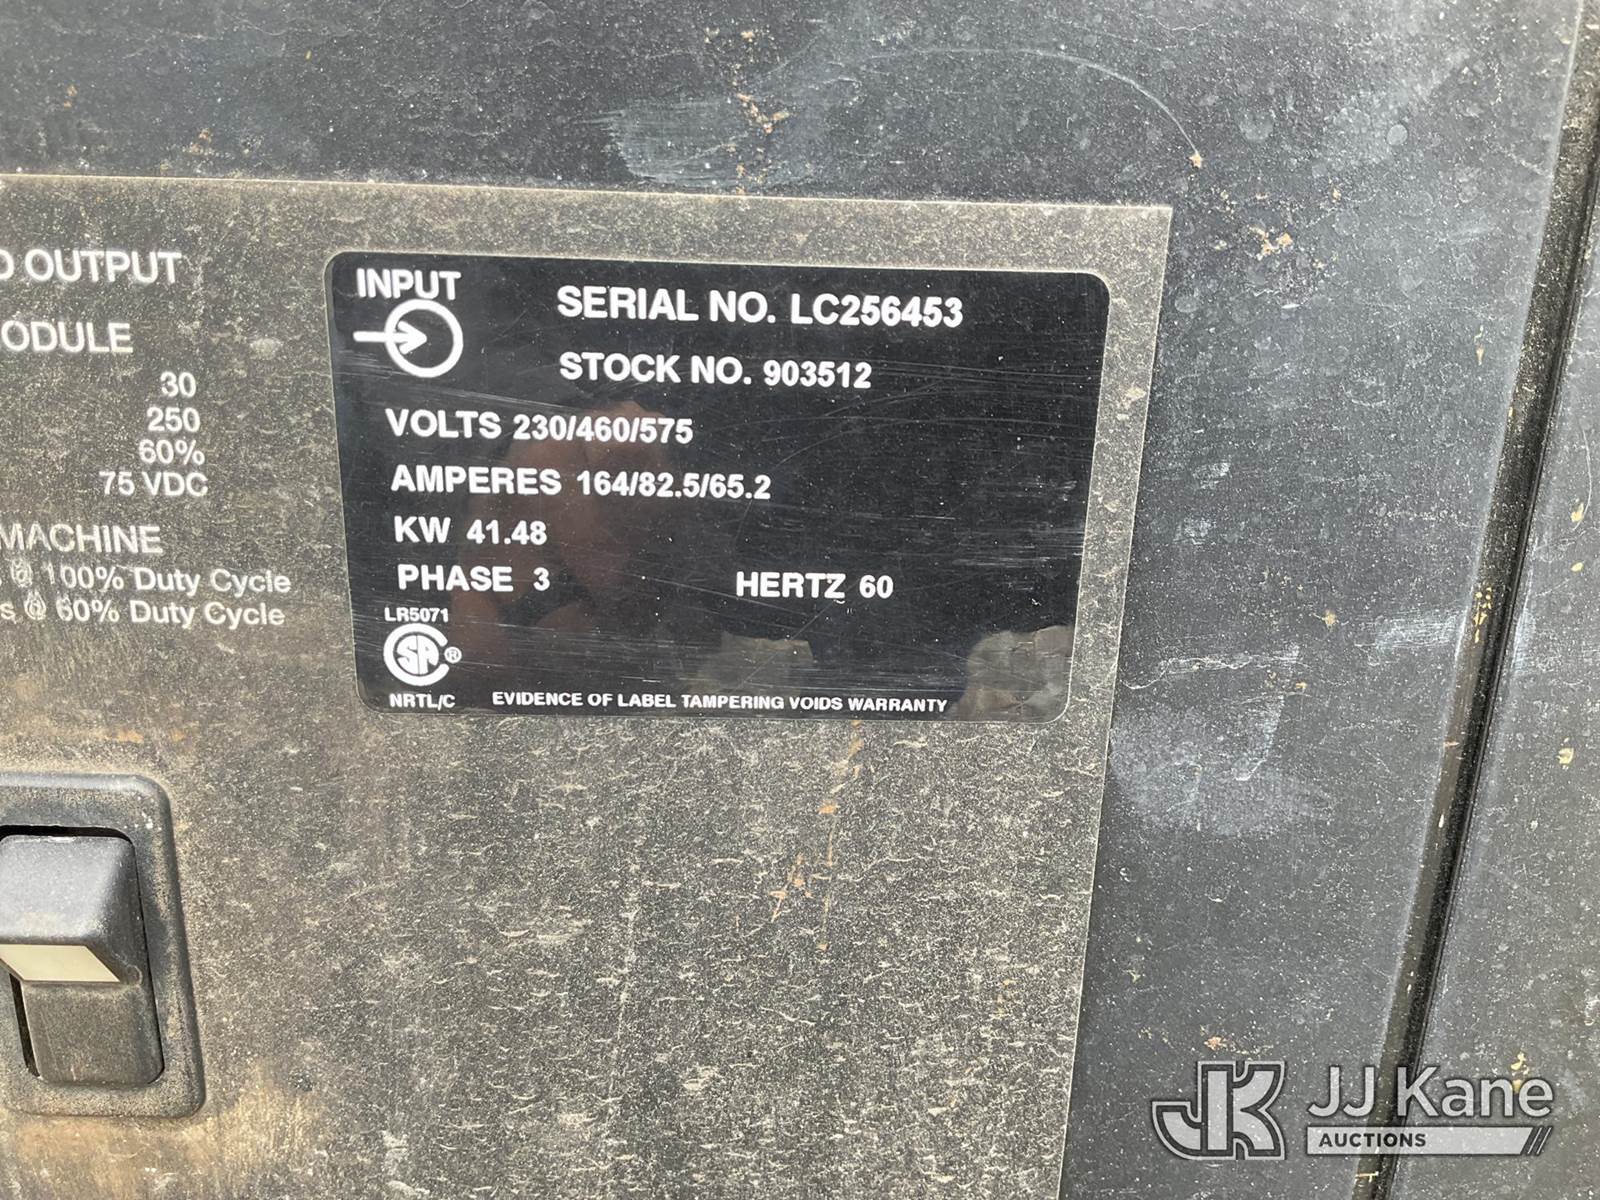 OUTPUT
30
250
60%
75 VDC
MACHINE
@ 100% Duty Cycle
@ 60% Duty Cycle
INPUT
SERIAL NO. LC256453
STOCK NO. 903512
VOLTS 230/460/575
AMPERES 164/82.5/65.2
KW 41.48
PHASE 3 HERTZ 60
LR5071
SA ®
NRTL/C EVIDENCE OF LABEL TAMPERING VOIDS WARRANTY
JK JJ Kane
AUCTIONS